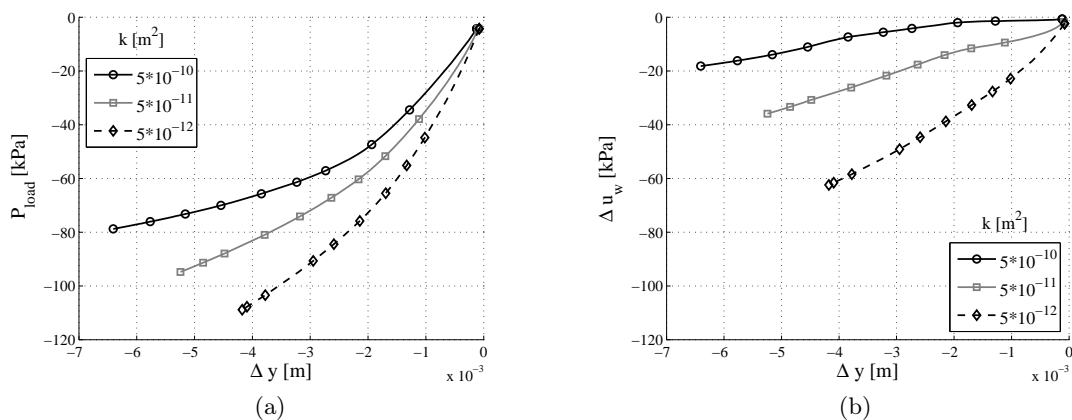 k [m²]
5*10⁻¹⁰
5*10⁻¹¹
5*10⁻¹²
0
−20
−40
−60
−80
−100
−120
P_load [kPa]
−7 −6 −5 −4 −3 −2 −1 0
Δ y [m]
x 10⁻³
(a)
0
−20
−40
−60
−80
−100
−120
Δ u_w [kPa]
k [m²]
5*10⁻¹⁰
5*10⁻¹¹
5*10⁻¹²
−7 −6 −5 −4 −3 −2 −1 0
Δ y [m]
x 10⁻³
(b)